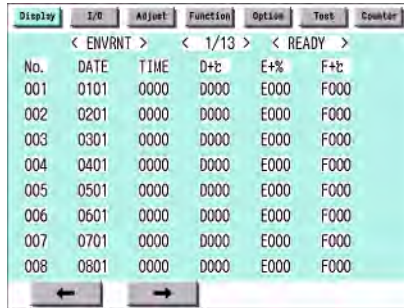 Display I/O Adjust Function Option Test Counter
< ENVRNT > < 1/13 > < READY >
No. DATE TIME D+℃ E+% F+℃
001 0101 0000 D000 E000 F000
002 0201 0000 D000 E000 F000
003 0301 0000 D000 E000 F000
004 0401 0000 D000 E000 F000
005 0501 0000 D000 E000 F000
006 0601 0000 D000 E000 F000
007 0701 0000 D000 E000 F000
008 0801 0000 D000 E000 F000
← →